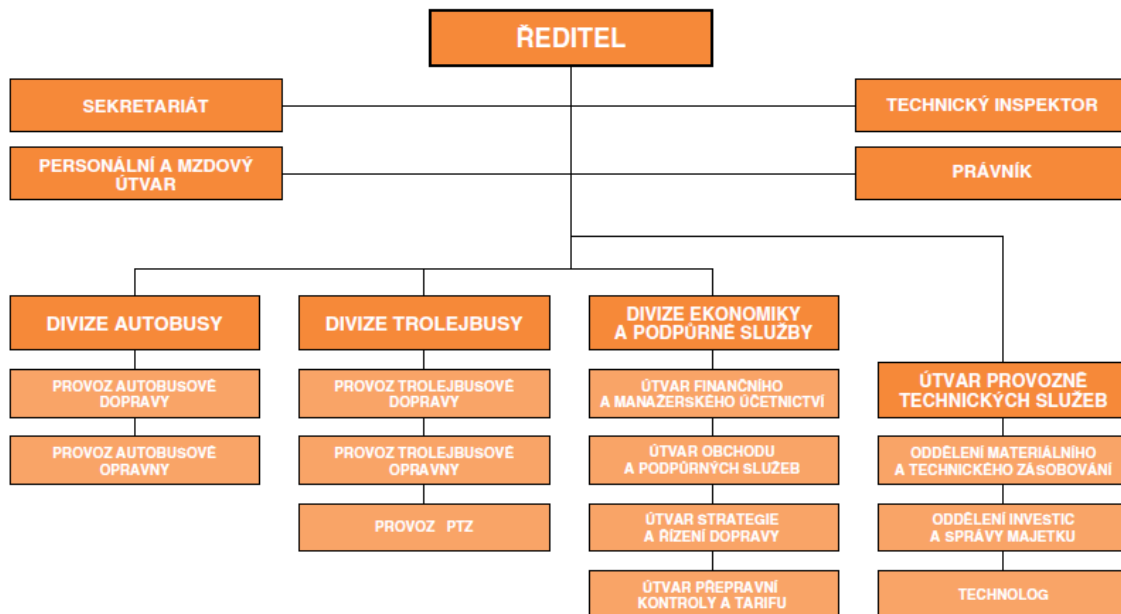 ŘEDITEL
SEKRETARIÁT
TECHNICKÝ INSPEKTOR
PERSONÁLNÍ A MZDOVÝ
ÚTVAR
PRÁVNÍK
DIVIZE AUTOBUSY
PROVOZ AUTOBUSOVÉ
DOPRAVY
PROVOZ AUTOBUSOVÉ
OPRAVNY
DIVIZE TROLEJBUSY
PROVOZ TROLEJBUSOVÉ
DOPRAVY
PROVOZ TROLEJBUSOVÉ
OPRAVNY
PROVOZ PTZ
DIVIZE EKONOMIKY
A PODPŮRNÉ SLUŽBY
ÚTVAR FINANČNÍHO
A MANAŽERSKÉHO ÚČETNICTVÍ
ÚTVAR OBCHODU
A PODPŮRNÝCH SLUŽEB
ÚTVAR STRATEGIE
A ŘÍZENÍ DOPRAVY
ÚTVAR PŘEPRAVNÍ
KONTROLY A TARIFU
ÚTVAR PROVOZNĚ
TECHNICKÝCH SLUŽEB
ODDĚLENÍ MATERIÁLNÍHO
A TECHNICKÉHO ZÁSOBOVÁNÍ
ODDĚLENÍ INVESTIC
A SPRÁVY MAJETKU
TECHNOLOG